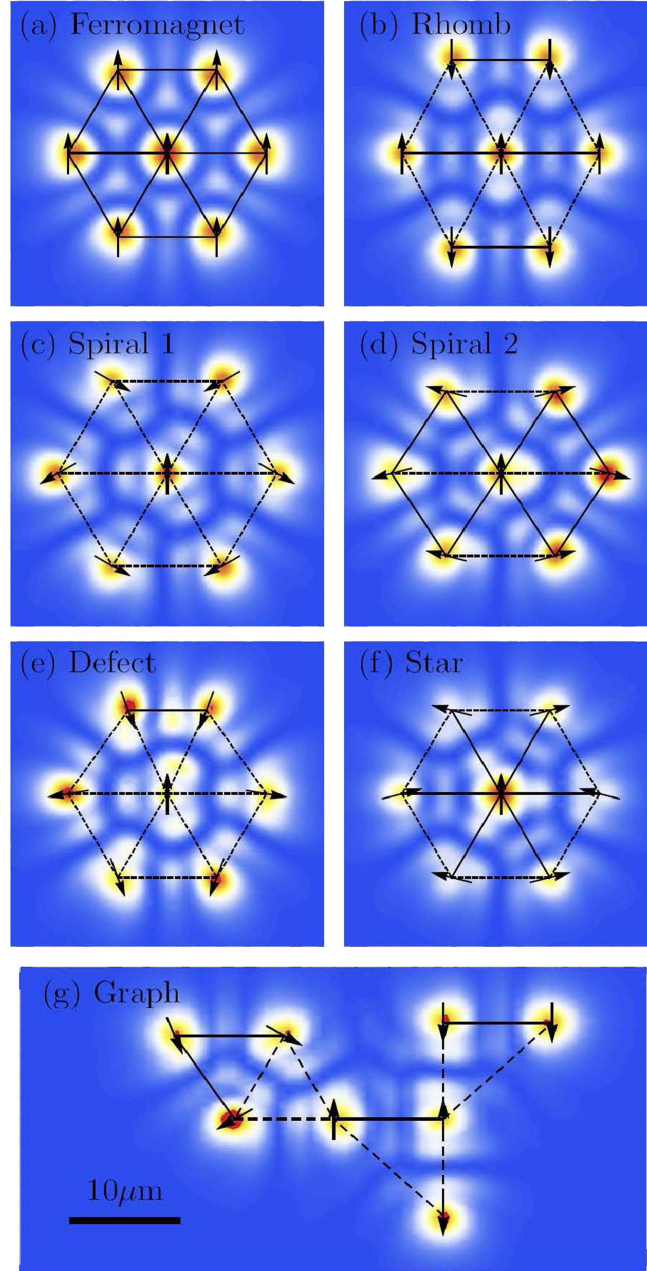 (a) Ferromagnet
(b) Rhomb
(c) Spiral 1
(d) Spiral 2
(e) Defect
(f) Star
(g) Graph
10μm